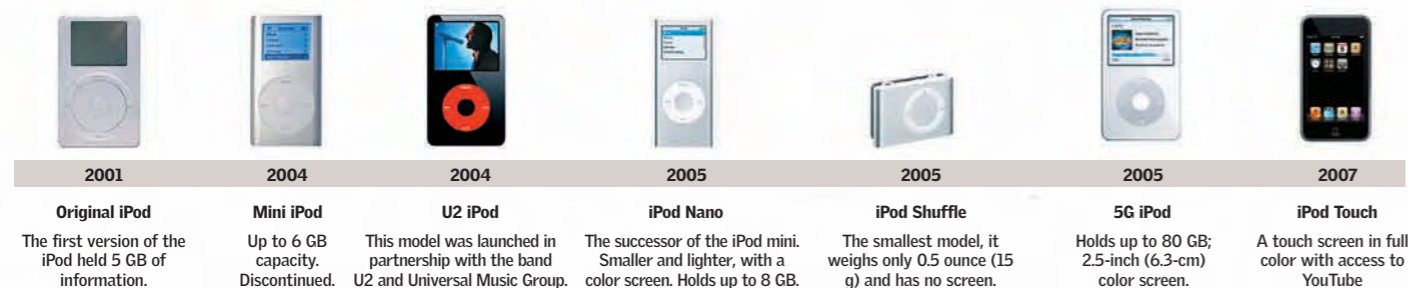 2001
Original iPod
The first version of the
iPod held 5 GB of
information.
2004
Mini iPod
Up to 6 GB
capacity.
Discontinued.
2004
U2 iPod
This model was launched in
partnership with the band
U2 and Universal Music Group.
2005
iPod Nano
The successor of the iPod mini.
Smaller and lighter, with a
color screen. Holds up to 8 GB.
2005
iPod Shuffle
The smallest model, it
weighs only 0.5 ounce (15
g) and has no screen.
2005
5G iPod
Holds up to 80 GB;
2.5-inch (6.3-cm)
color screen.
2007
iPod Touch
A touch screen in full
color with access to
YouTube